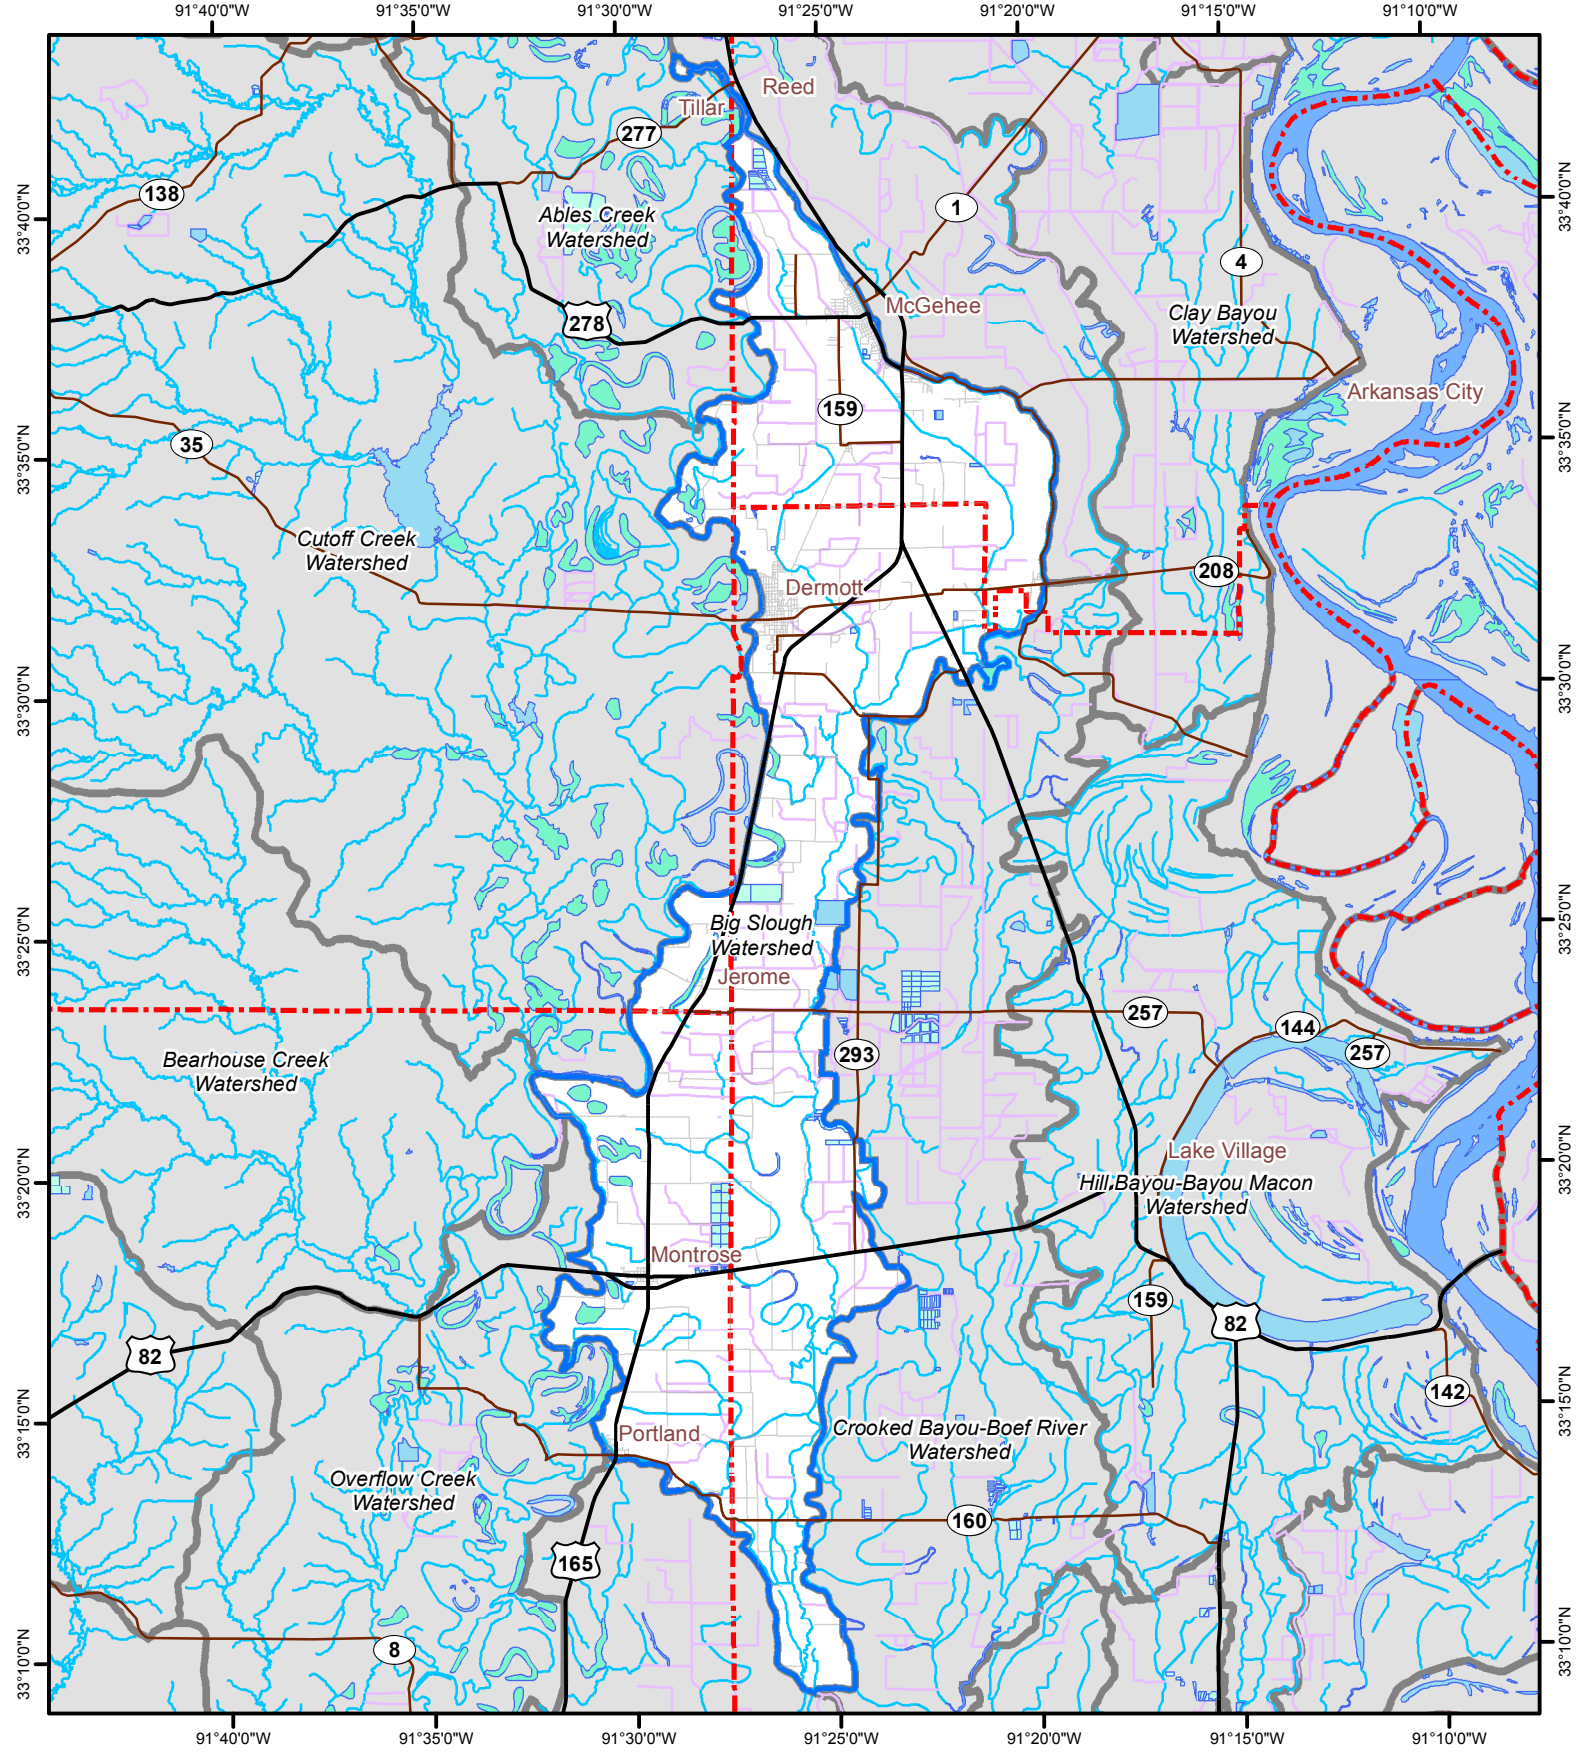 91°40'0"W
91°35'0"W
91°30'0"W
91°25'0"W
91°20'0"W
91°15'0"W
91°10'0"W
Reed
Tillar
277
138
33°40'0"N
33°40'0"N
1
Ables Creek
Watershed
4
McGehee
Clay Bayou
Watershed
278
Arkansas City
159
35
33°35'0"N
33°35'0"N
Cutoff Creek
Watershed
208
Dermott
33°30'0"N
33°30'0"N
Big Slough
Watershed
33°25'0"N
33°25'0"N
Jerome
257
144
257
293
Bearhouse Creek
Watershed
Lake Village
Hill Bayou-Bayou Macon
Watershed
33°20'0"N
33°20'0"N
Montrose
159
82
82
142
33°15'0"N
33°15'0"N
Portland
Crooked Bayou-Boef River
Watershed
Overflow Creek
Watershed
160
165
8
33°10'0"N
33°10'0"N
91°40'0"W
91°35'0"W
91°30'0"W
91°25'0"W
91°20'0"W
91°15'0"W
91°10'0"W